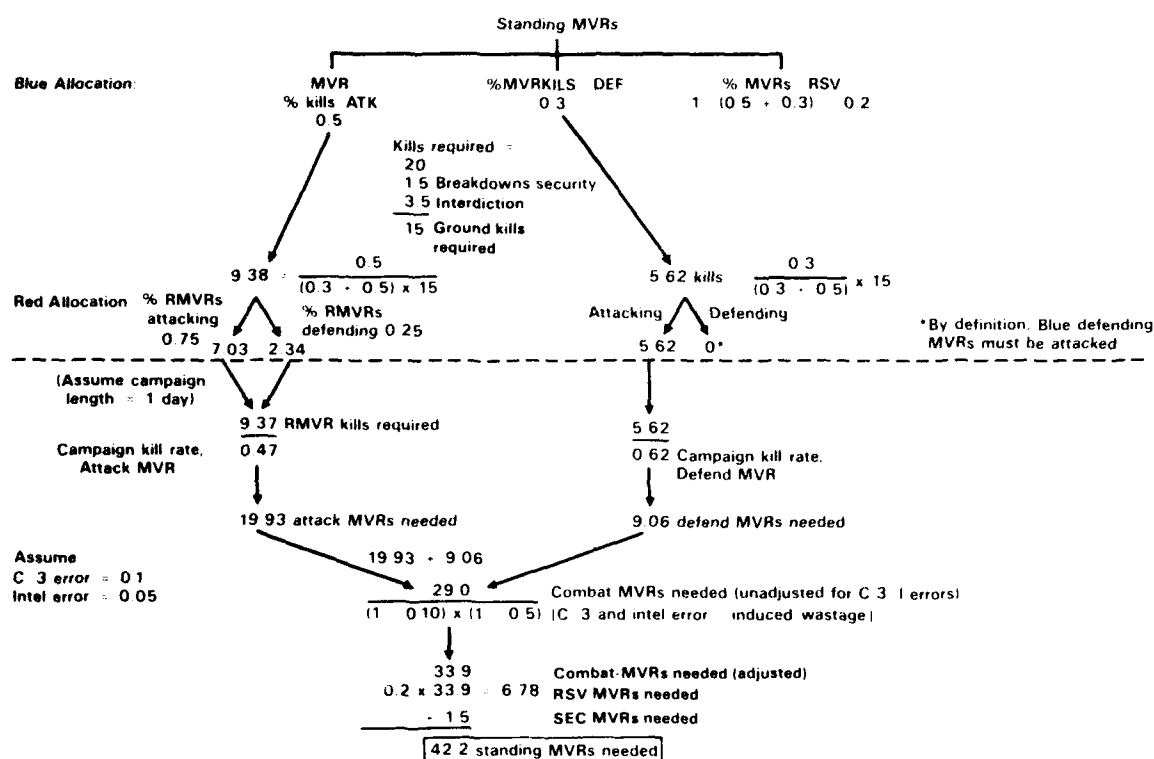 Standing MVRs
Blue Allocation:
MVR
% kills ATK
0.5
%MVRKILS DEF
0 3
% MVRs RSV
1 (0 5 + 0.3) 0.2
Kills required =
20
1 5 Breakdowns security
3.5 Interdiction
15 Ground kills
required
9 38 = 0.5
(0.3 + 0.5) x 15
5 62 kills 0 3
(0 3 + 0 5) x 15
Red Allocation
% RMVRs
attacking
0.75
% RMVRs
defending 0 25
7 03 2.34
Attacking Defending
5 62 0*
*By definition, Blue defending
MVRs must be attacked
(Assume campaign
length = 1 day)
9 37 RMVR kills required
0 47
Campaign kill rate,
Attack MVR
5 62
0 62 Campaign kill rate,
Defend MVR
19 93 attack MVRs needed
9.06 defend MVRs needed
Assume
C 3 error = 0 1
Intel error = 0.05
19 93 + 9 06
29 0 Combat MVRs needed (unadjusted for C 3 I errors)
(1 0 10) x (1 0 5) [C 3 and intel error induced wastage]
33 9 Combat-MVRs needed (adjusted)
0.2 x 33.9 = 6 78 RSV MVRs needed
- 1 5 SEC MVRs needed
42 2 standing MVRs needed